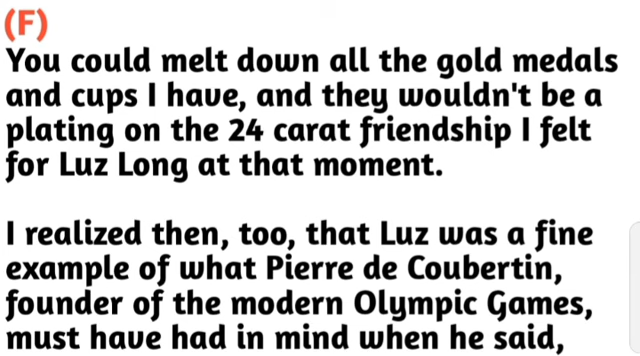 (F)
You could melt down all the gold medals
and cups I have, and they wouldn't be a
plating on the 24 carat friendship I felt
for Luz Long at that moment.
I realized then, too, that Luz was a fine
example of what Pierre de Coubertin,
founder of the modern Olympic Games,
must have had in mind when he said,